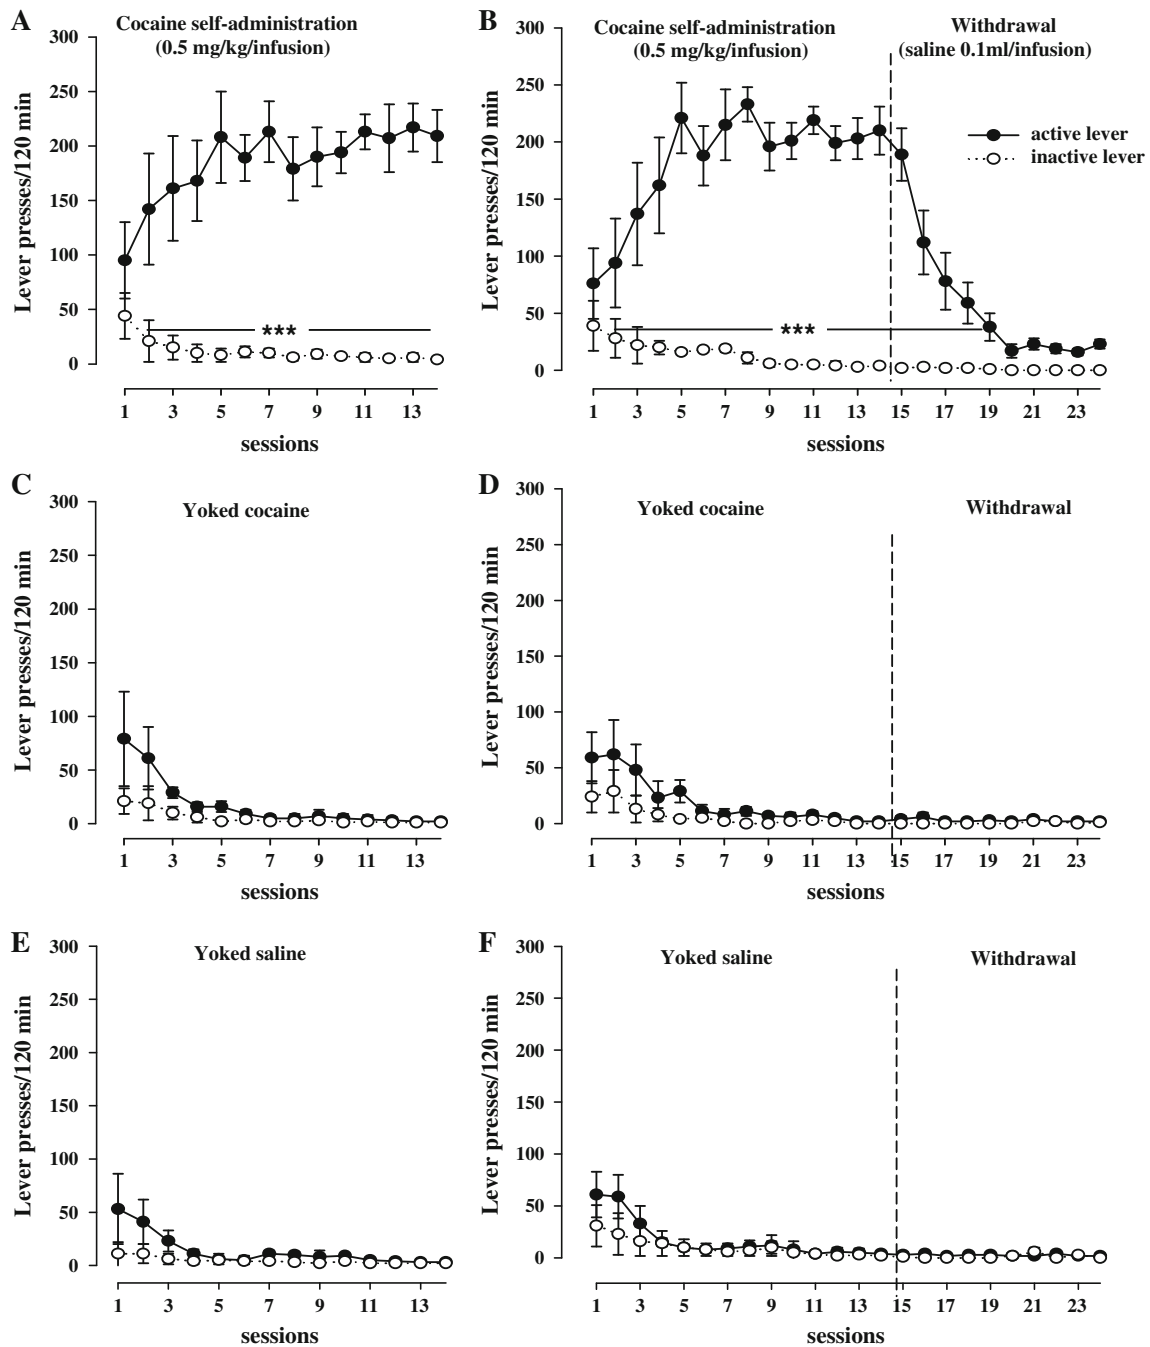 A
Cocaine self-administration
(0.5 mg/kg/infusion)
300
250
200
150
100
50
0
Lever presses/120 min
***
1 3 5 7 9 11 13
sessions
B
Cocaine self-administration
(0.5 mg/kg/infusion)
Withdrawal
(saline 0.1ml/infusion)
300
250
200
150
100
50
0
Lever presses/120 min
active lever
inactive lever
***
1 3 5 7 9 11 13 15 17 19 21 23
sessions
C
Yoked cocaine
300
250
200
150
100
50
0
Lever presses/120 min
1 3 5 7 9 11 13
sessions
D
Yoked cocaine
Withdrawal
300
250
200
150
100
50
0
Lever presses/120 min
1 3 5 7 9 11 13 15 17 19 21 23
sessions
E
Yoked saline
300
250
200
150
100
50
0
Lever presses/120 min
1 3 5 7 9 11 13
sessions
F
Yoked saline
Withdrawal
300
250
200
150
100
50
0
Lever presses/120 min
1 3 5 7 9 11 13 15 17 19 21 23
sessions